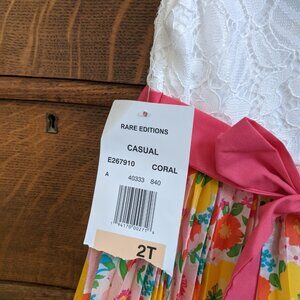 RARE EDITIONS
CASUAL
E267910 CORAL
A 40333 840
2T